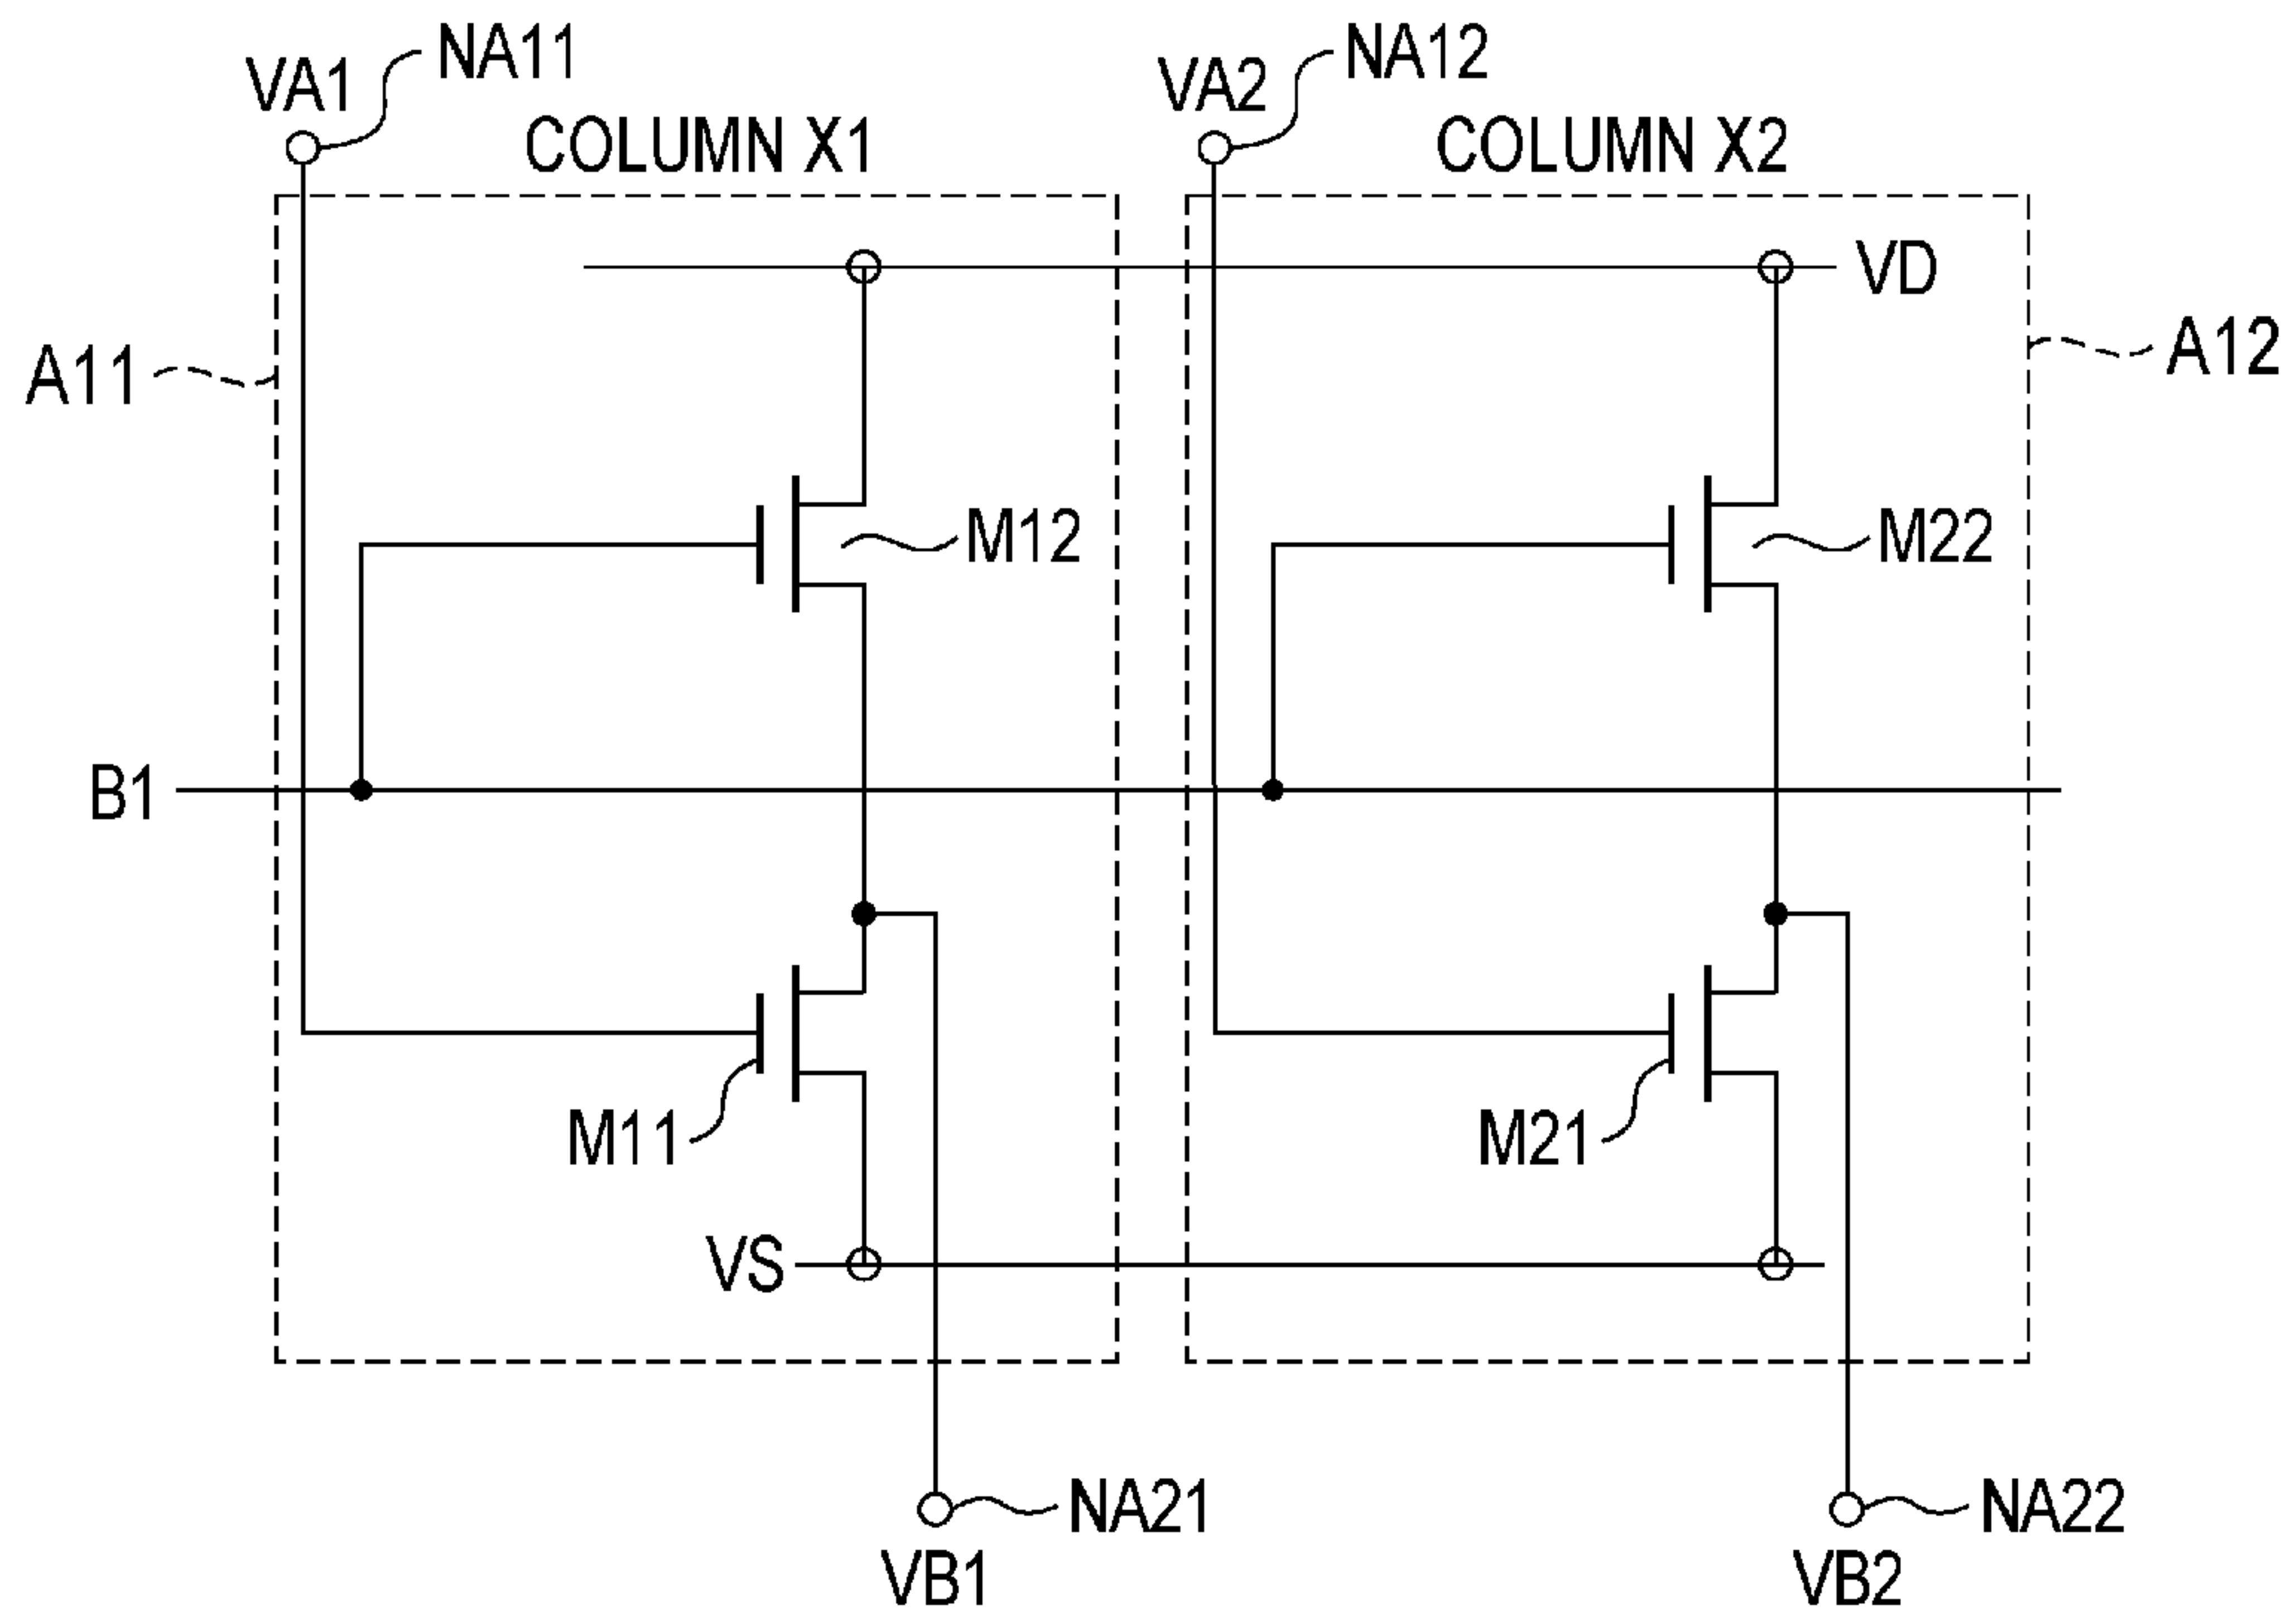 NA11
NA12
VA1
VA2
COLUMN X1
COLUMN X2
VD
A11
A12
M12
M22
B1
M11
M21
VS
NA21
NA22
VB1
VB2